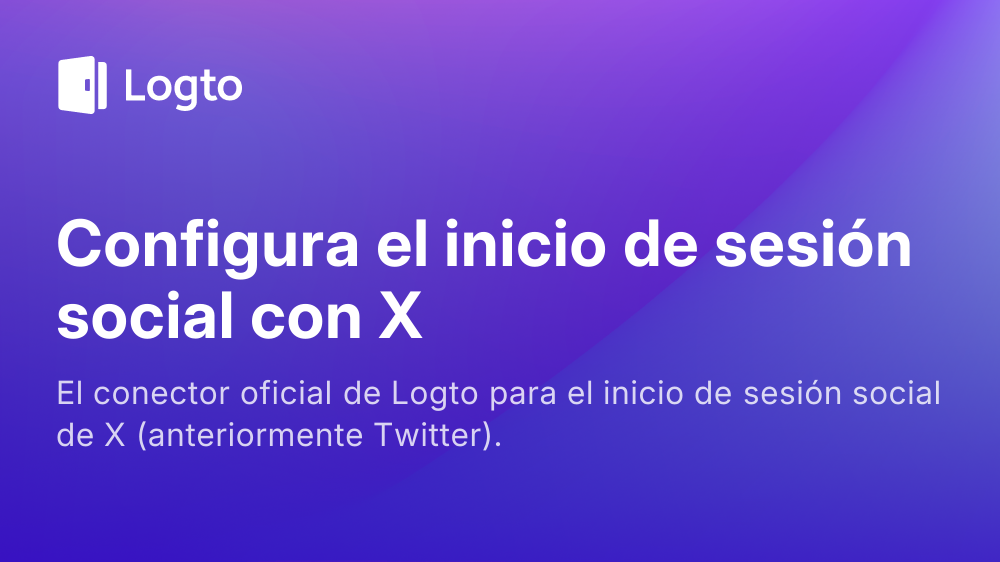 Logto
Configura el inicio de sesión
social con X
El conector oficial de Logto para el inicio de sesión social
de X (anteriormente Twitter).